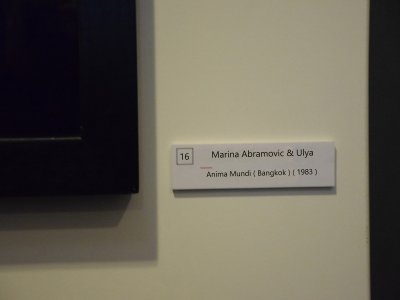 16
Marina Abramovic & Ulya
Anima Mundi ( Bangkok ) ( 1983 )